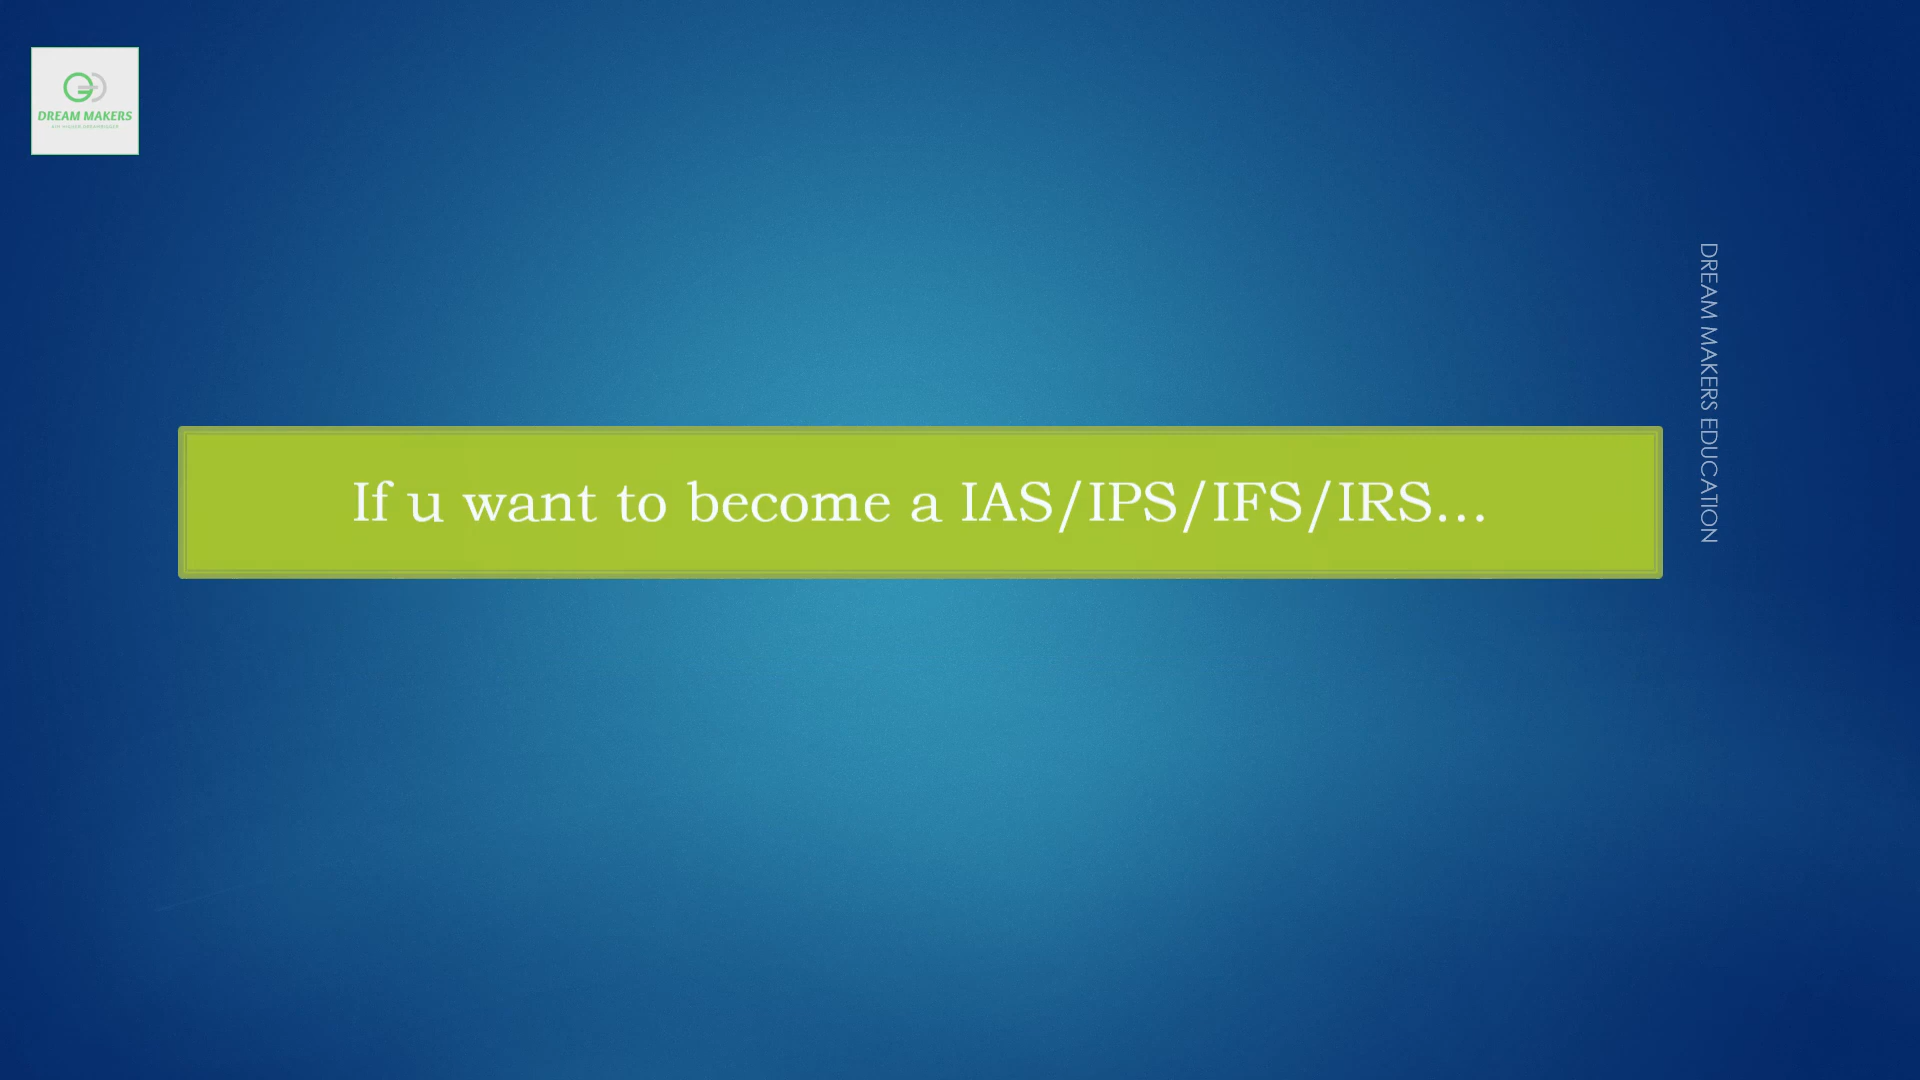 DREAM MAKERS
If u want to become a IAS/IPS/IFS/IRS...
DREAM MAKERS EDUCATION